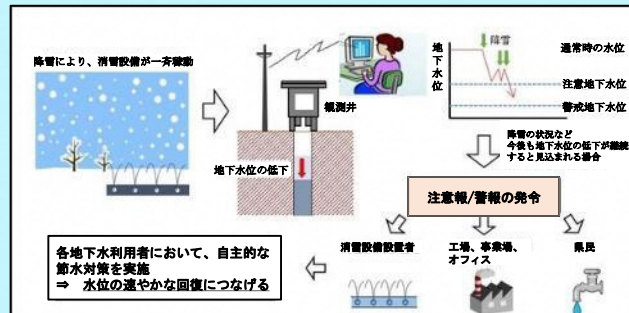 降雪により、消雪設備が一斉稼動
観測井
地下水位の低下
地下水位
降雪
通常時の水位
注意地下水位
警戒地下水位
降雪の状況など
今後も地下水位の低下が継続
すると見込まれる場合
注意報/警報の発令
消雪設備設置者
工場、事業場、
オフィス
県民
各地下水利用者において、自主的な
節水対策を実施
⇒ 水位の速やかな回復につなげる